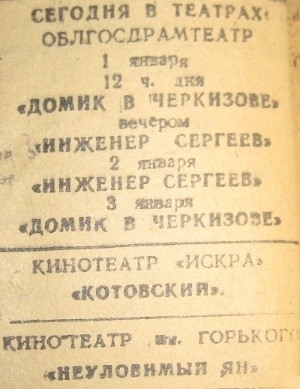 СЕГОДНЯ В ТЕАТРАХ
ОБЛГОСДРАМТЕАТР
1 января
12 ч. дня
«ДОМИК В ЧЕРКИЗОВЕ»
вечером
«ИНЖЕНЕР СЕРГЕЕВ»
2 января
«ИНЖЕНЕР СЕРГЕЕВ»
3 января
«ДОМИК В ЧЕРКИЗОВЕ»
КИНОТЕАТР «ИСКРА»
«КОТОВСКИЙ».
КИНОТЕАТР им. ГОРЬКОГО
«НЕУЛОВИМЫЙ ЯН»